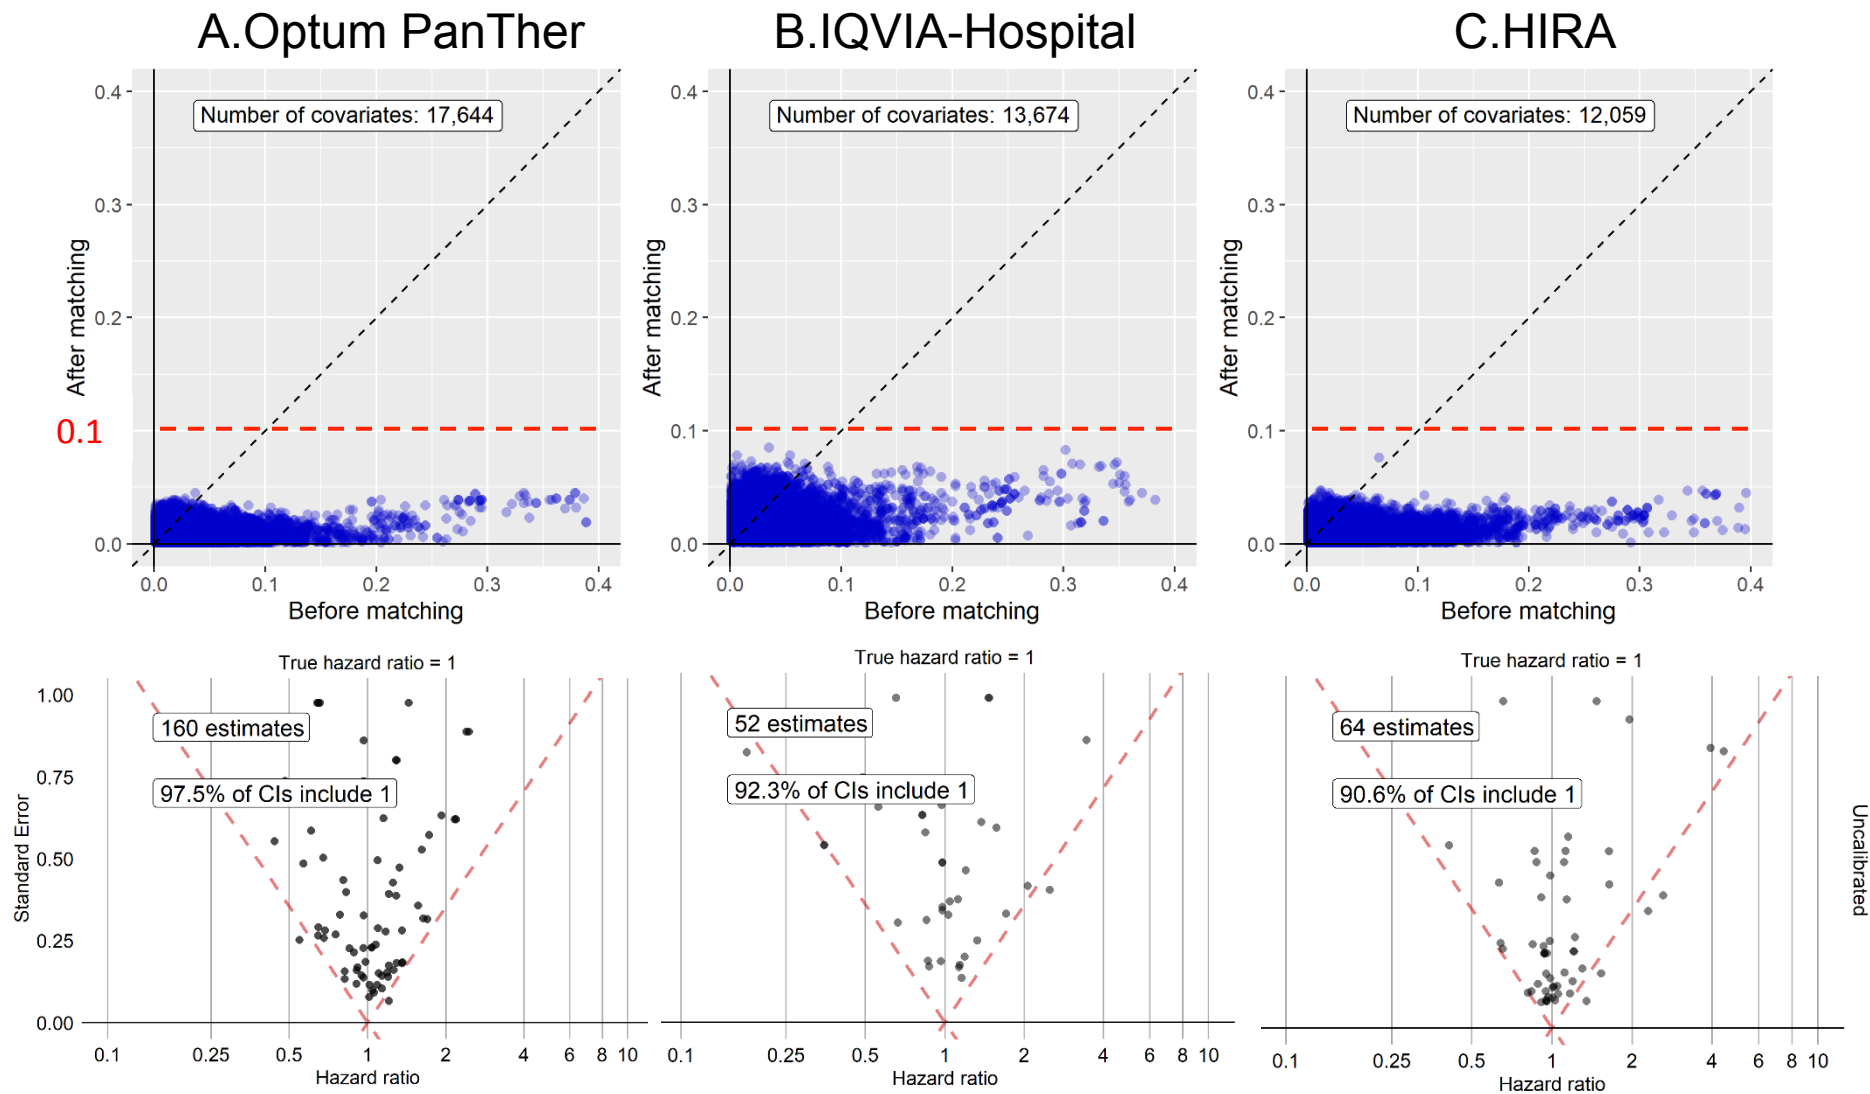 A.Optum PanTher
B.IQVIA-Hospital
C.HIRA
Number of covariates: 17,644
Number of covariates: 13,674
Number of covariates: 12,059
After matching
0.4
0.3
0.2
0.1
0.0
0.0 0.1 0.2 0.3 0.4
Before matching
After matching
0.4
0.3
0.2
0.1
0.0
0.0 0.1 0.2 0.3 0.4
Before matching
After matching
0.4
0.3
0.2
0.1
0.0
0.0 0.1 0.2 0.3 0.4
Before matching
True hazard ratio = 1
160 estimates
97.5% of CIs include 1
Standard Error
1.00
0.75
0.50
0.25
0.00
0.1 0.25 0.5 1 2 4 6 8 10
Hazard ratio
True hazard ratio = 1
52 estimates
92.3% of CIs include 1
0.1 0.25 0.5 1 2 4 6 8 10
Hazard ratio
True hazard ratio = 1
64 estimates
90.6% of CIs include 1
0.1 0.25 0.5 1 2 4 6 8 10
Hazard ratio
Uncalibrated